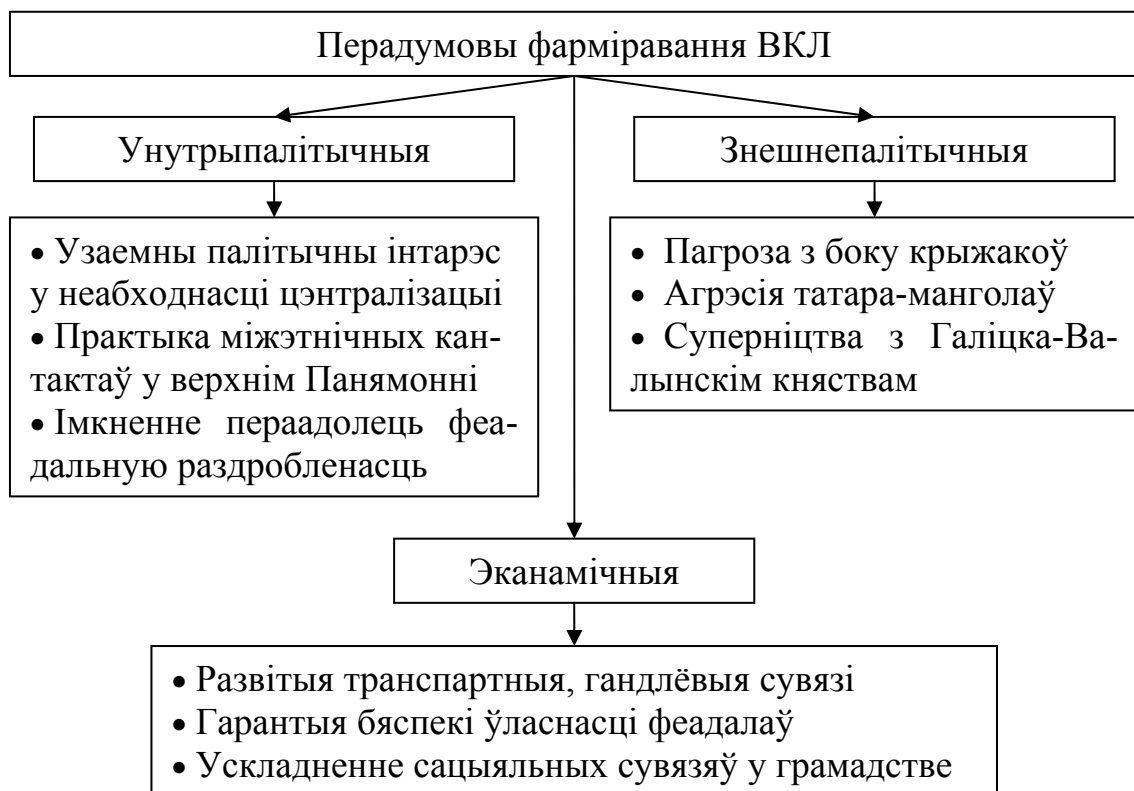 Перадумовы фарміравання ВКЛ
Унутрыпалітычныя
• Узаемны палітычны інтарэс
у неабходнасці цэнтралізацыі
• Практыка міжэтнічных кан-
тактаў у верхнім Панямонні
• Імкненне пераадолець феа-
дальную раздробленасць
Знешнепалітычныя
• Пагроза з боку крыжакоў
• Агрэсія татара-манголаў
• Суперніцтва з Галіцка-Ва-
лынскім княствам
Эканамічныя
• Развітыя транспартныя, гандлёвыя сувязі
• Гарантыя бяспекі ўласнасці феадалаў
• Ускладненне сацыяльных сувязяў у грамадстве